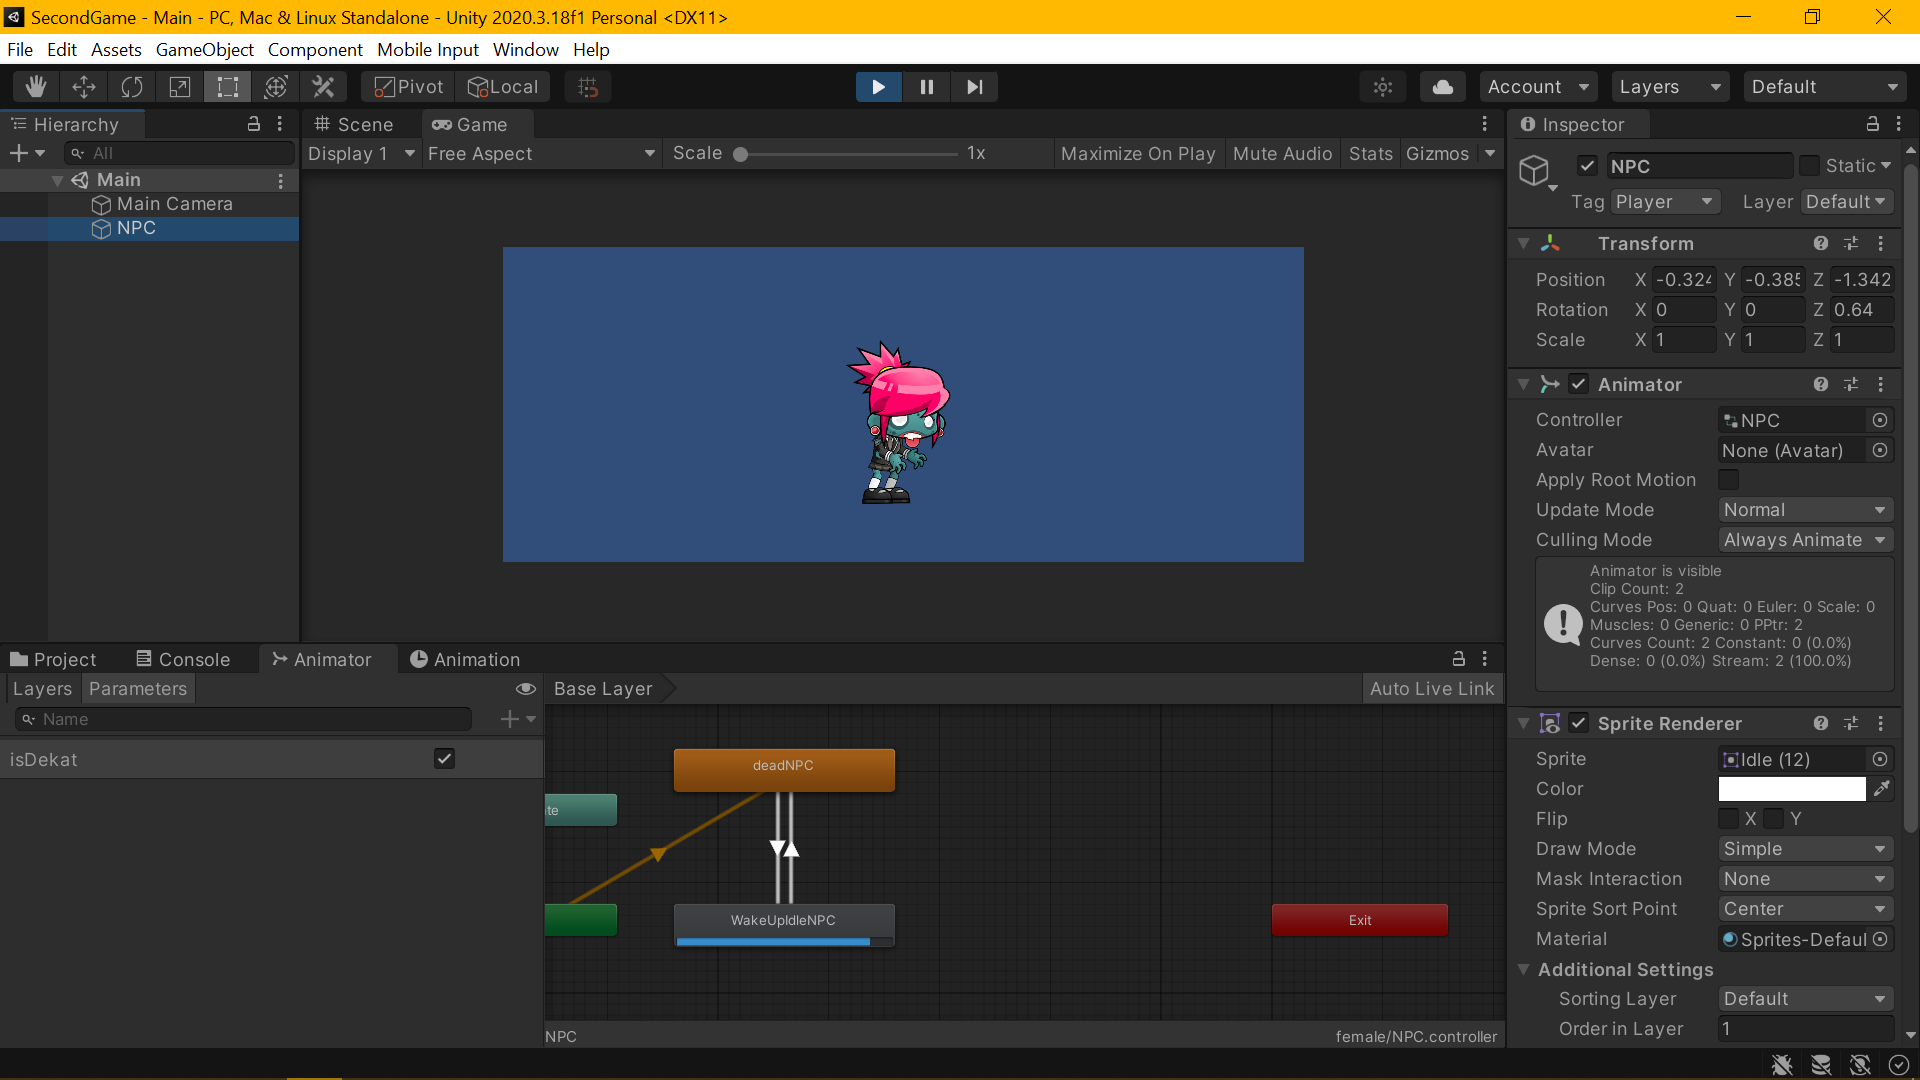 SecondGame - Main - PC, Mac & Linux Standalone - Unity 2020.3.18f1 Personal <DX11>
File Edit Assets GameObject Component Mobile Input Window Help
Pivot Local Account Layers Default
Hierarchy
All
Main
Main Camera
NPC
Scene Game
Display 1 Free Aspect Scale 1x Maximize On Play Mute Audio Stats Gizmos
Project Console Animator Animation
Layers Parameters
Name
isDekat
Base Layer Auto Live Link
deadNPC
te
WakeUpIdleNPC
Exit
NPC female/NPC.controller
Inspector
NPC Static
Tag Player Layer Default
Transform
Position X -0.324 Y -0.385 Z -1.342
Rotation X 0 Y 0 Z 0.64
Scale X 1 Y 1 Z 1
Animator
Controller NPC
Avatar None (Avatar)
Apply Root Motion
Update Mode Normal
Culling Mode Always Animate
Animator is visible
Clip Count: 2
Curves Pos: 0 Quat: 0 Euler: 0 Scale: 0
Muscles: 0 Generic: 0 PPtr: 2
Curves Count: 2 Constant: 0 (0.0%)
Dense: 0 (0.0%) Stream: 2 (100.0%)
Sprite Renderer
Sprite Idle (12)
Color
Flip X Y
Draw Mode Simple
Mask Interaction None
Sprite Sort Point Center
Material Sprites-Defaul
Additional Settings
Sorting Layer Default
Order in Layer 1